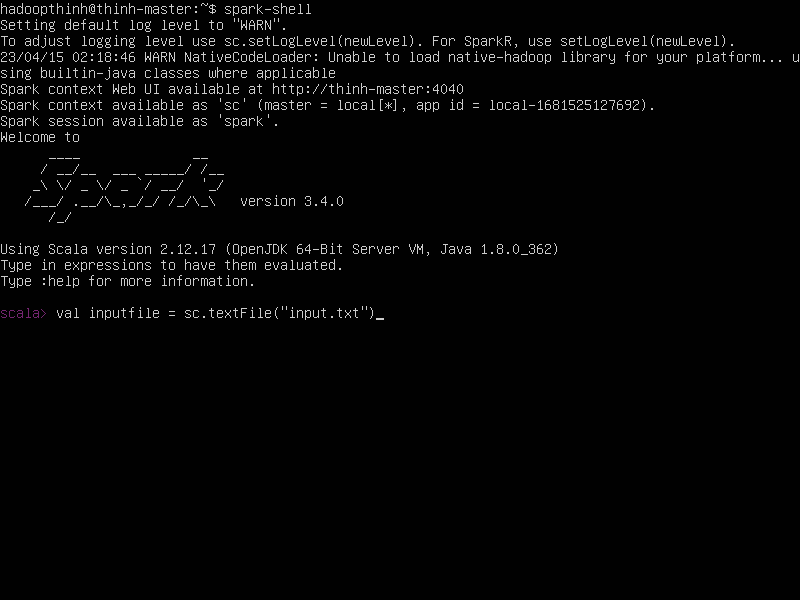 hadoopthinh@thinh-master:~$ spark-shell
Setting default log level to "WARN".
To adjust logging level use sc.setLogLevel(newLevel). For SparkR, use setLogLevel(newLevel).
23/04/15 02:18:46 WARN NativeCodeLoader: Unable to load native-hadoop library for your platform... u
sing builtin-java classes where applicable
Spark context Web UI available at http://thinh-master:4040
Spark context available as 'sc' (master = local[*], app id = local-1681525127692).
Spark session available as 'spark'.
Welcome to
      ____              __
     / __/__  ___ _____/ /__
    _\ \/ _ \/ _ `/ __/  '_/
   /___/ .__/\_,_/_/ /_/\_\   version 3.4.0
      /_/
Using Scala version 2.12.17 (OpenJDK 64-Bit Server VM, Java 1.8.0_362)
Type in expressions to have them evaluated.
Type :help for more information.
scala> val inputfile = sc.textFile("input.txt")_